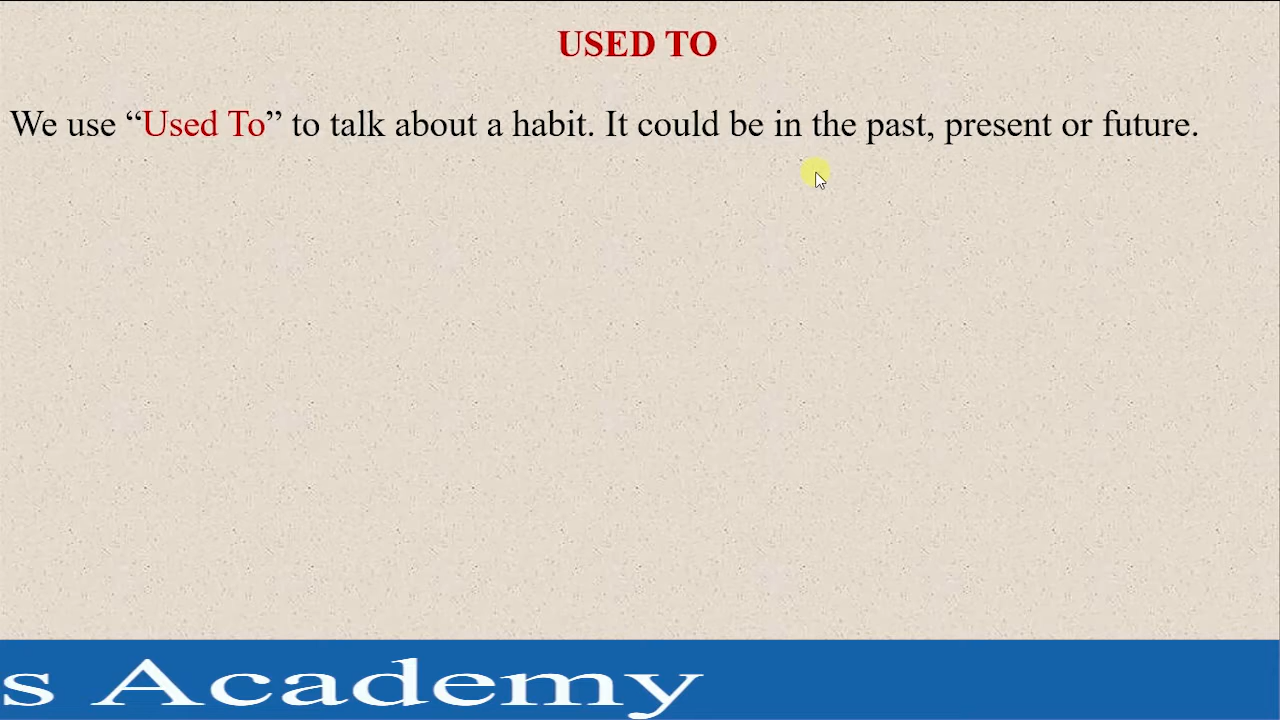 USED TO
We use “Used To” to talk about a habit. It could be in the past, present or future.
s Academy